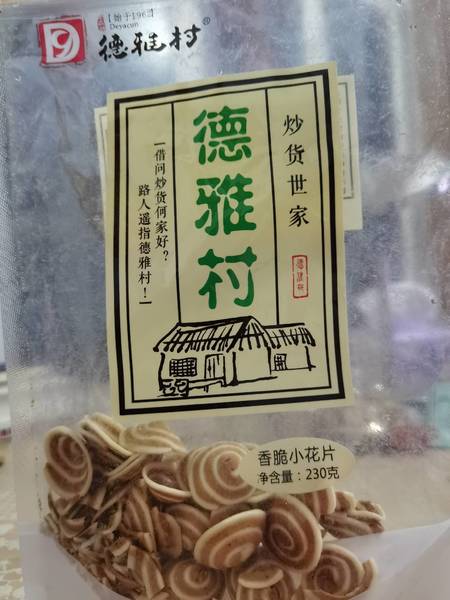 【始于1962】
Deyacun
德雅村®
炒货世家
德雅村
借问炒货何家好？
路人遥指德雅村！
香脆小花片
净含量：230克